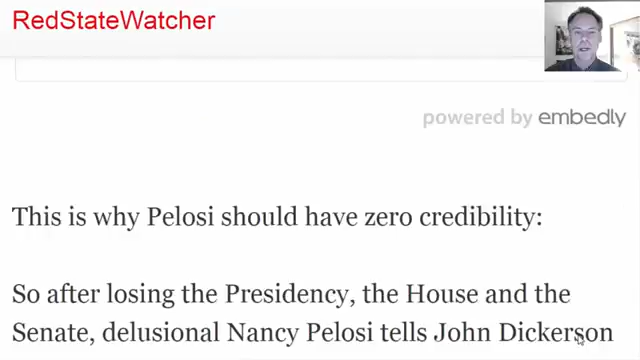 RedStateWatcher
powered by embedly
This is why Pelosi should have zero credibility:
So after losing the Presidency, the House and the
Senate, delusional Nancy Pelosi tells John Dickerson